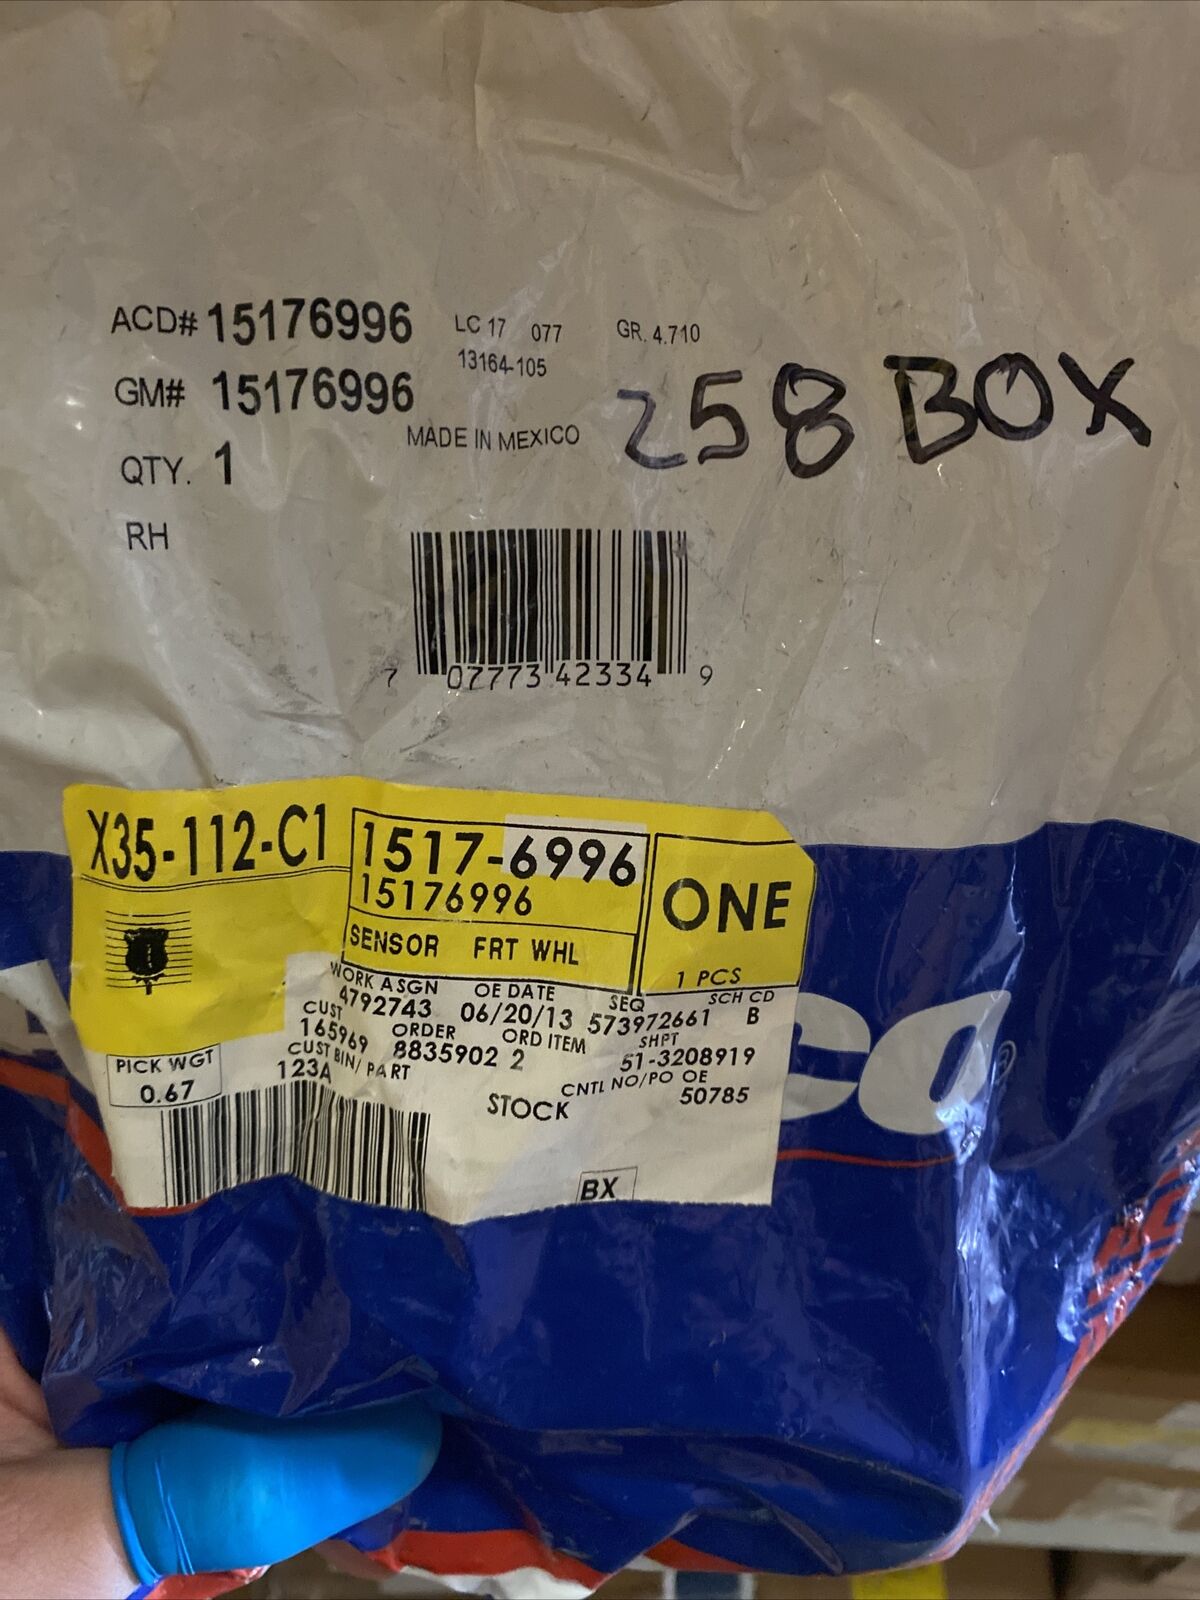 ACD# 15176996
LC 17 077
GR. 4.710
13164-105
GM# 15176996
MADE IN MEXICO
258 BOX
QTY. 1
RH
7 07773 42334 9
X35-112-C1
1517-6996
15176996
ONE
SENSOR FRT WHL
1 PCS
WORK ASGN OE DATE SEQ SCH CD
4792743 06/20/13 573972661 B
CUST ORDER ORD ITEM SHPT
165969 8835902 2 51-3208919
CUST BIN/PART CNTL NO/PO OE
123A STOCK 50785
PICK WGT
0.67
BX